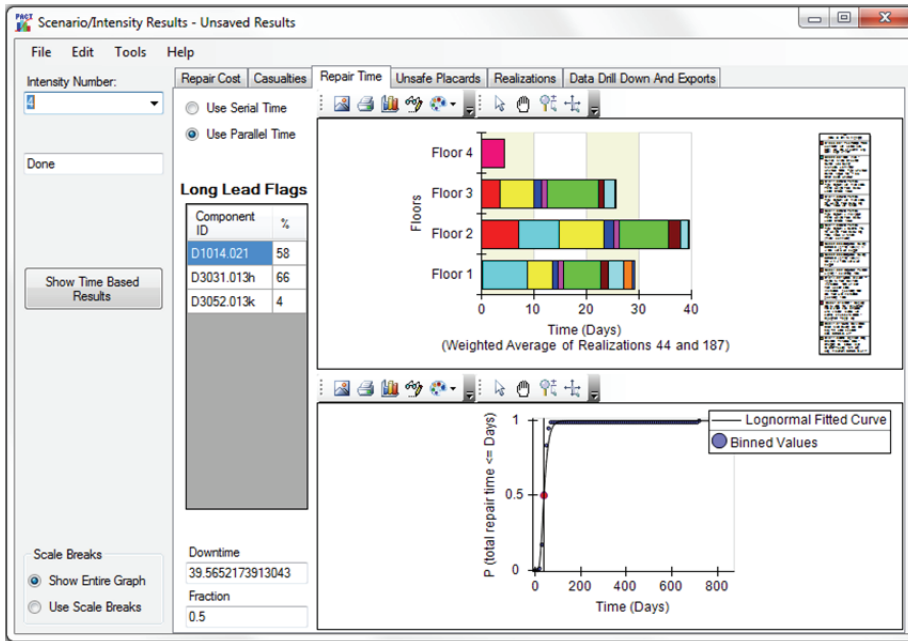 PACT Scenario/Intensity Results - Unsaved Results
File Edit Tools Help
Intensity Number:
4
Done
Show Time Based
Results
Scale Breaks
Show Entire Graph
Use Scale Breaks
Repair Cost Casualties Repair Time Unsafe Placards Realizations Data Drill Down And Exports
Use Serial Time
Use Parallel Time
Long Lead Flags
Component
ID
%
D1014.021 58
D3031.013h 66
D3052.013k 4
Downtime
39.5652173913043
Fraction
0.5
Floors
Floor 4
Floor 3
Floor 2
Floor 1
0 10 20 30 40
Time (Days)
(Weighted Average of Realizations 44 and 187)
P (total repair time <= Days)
1
0.5
0
0 200 400 600 800
Time (Days)
Lognormal Fitted Curve
Binned Values